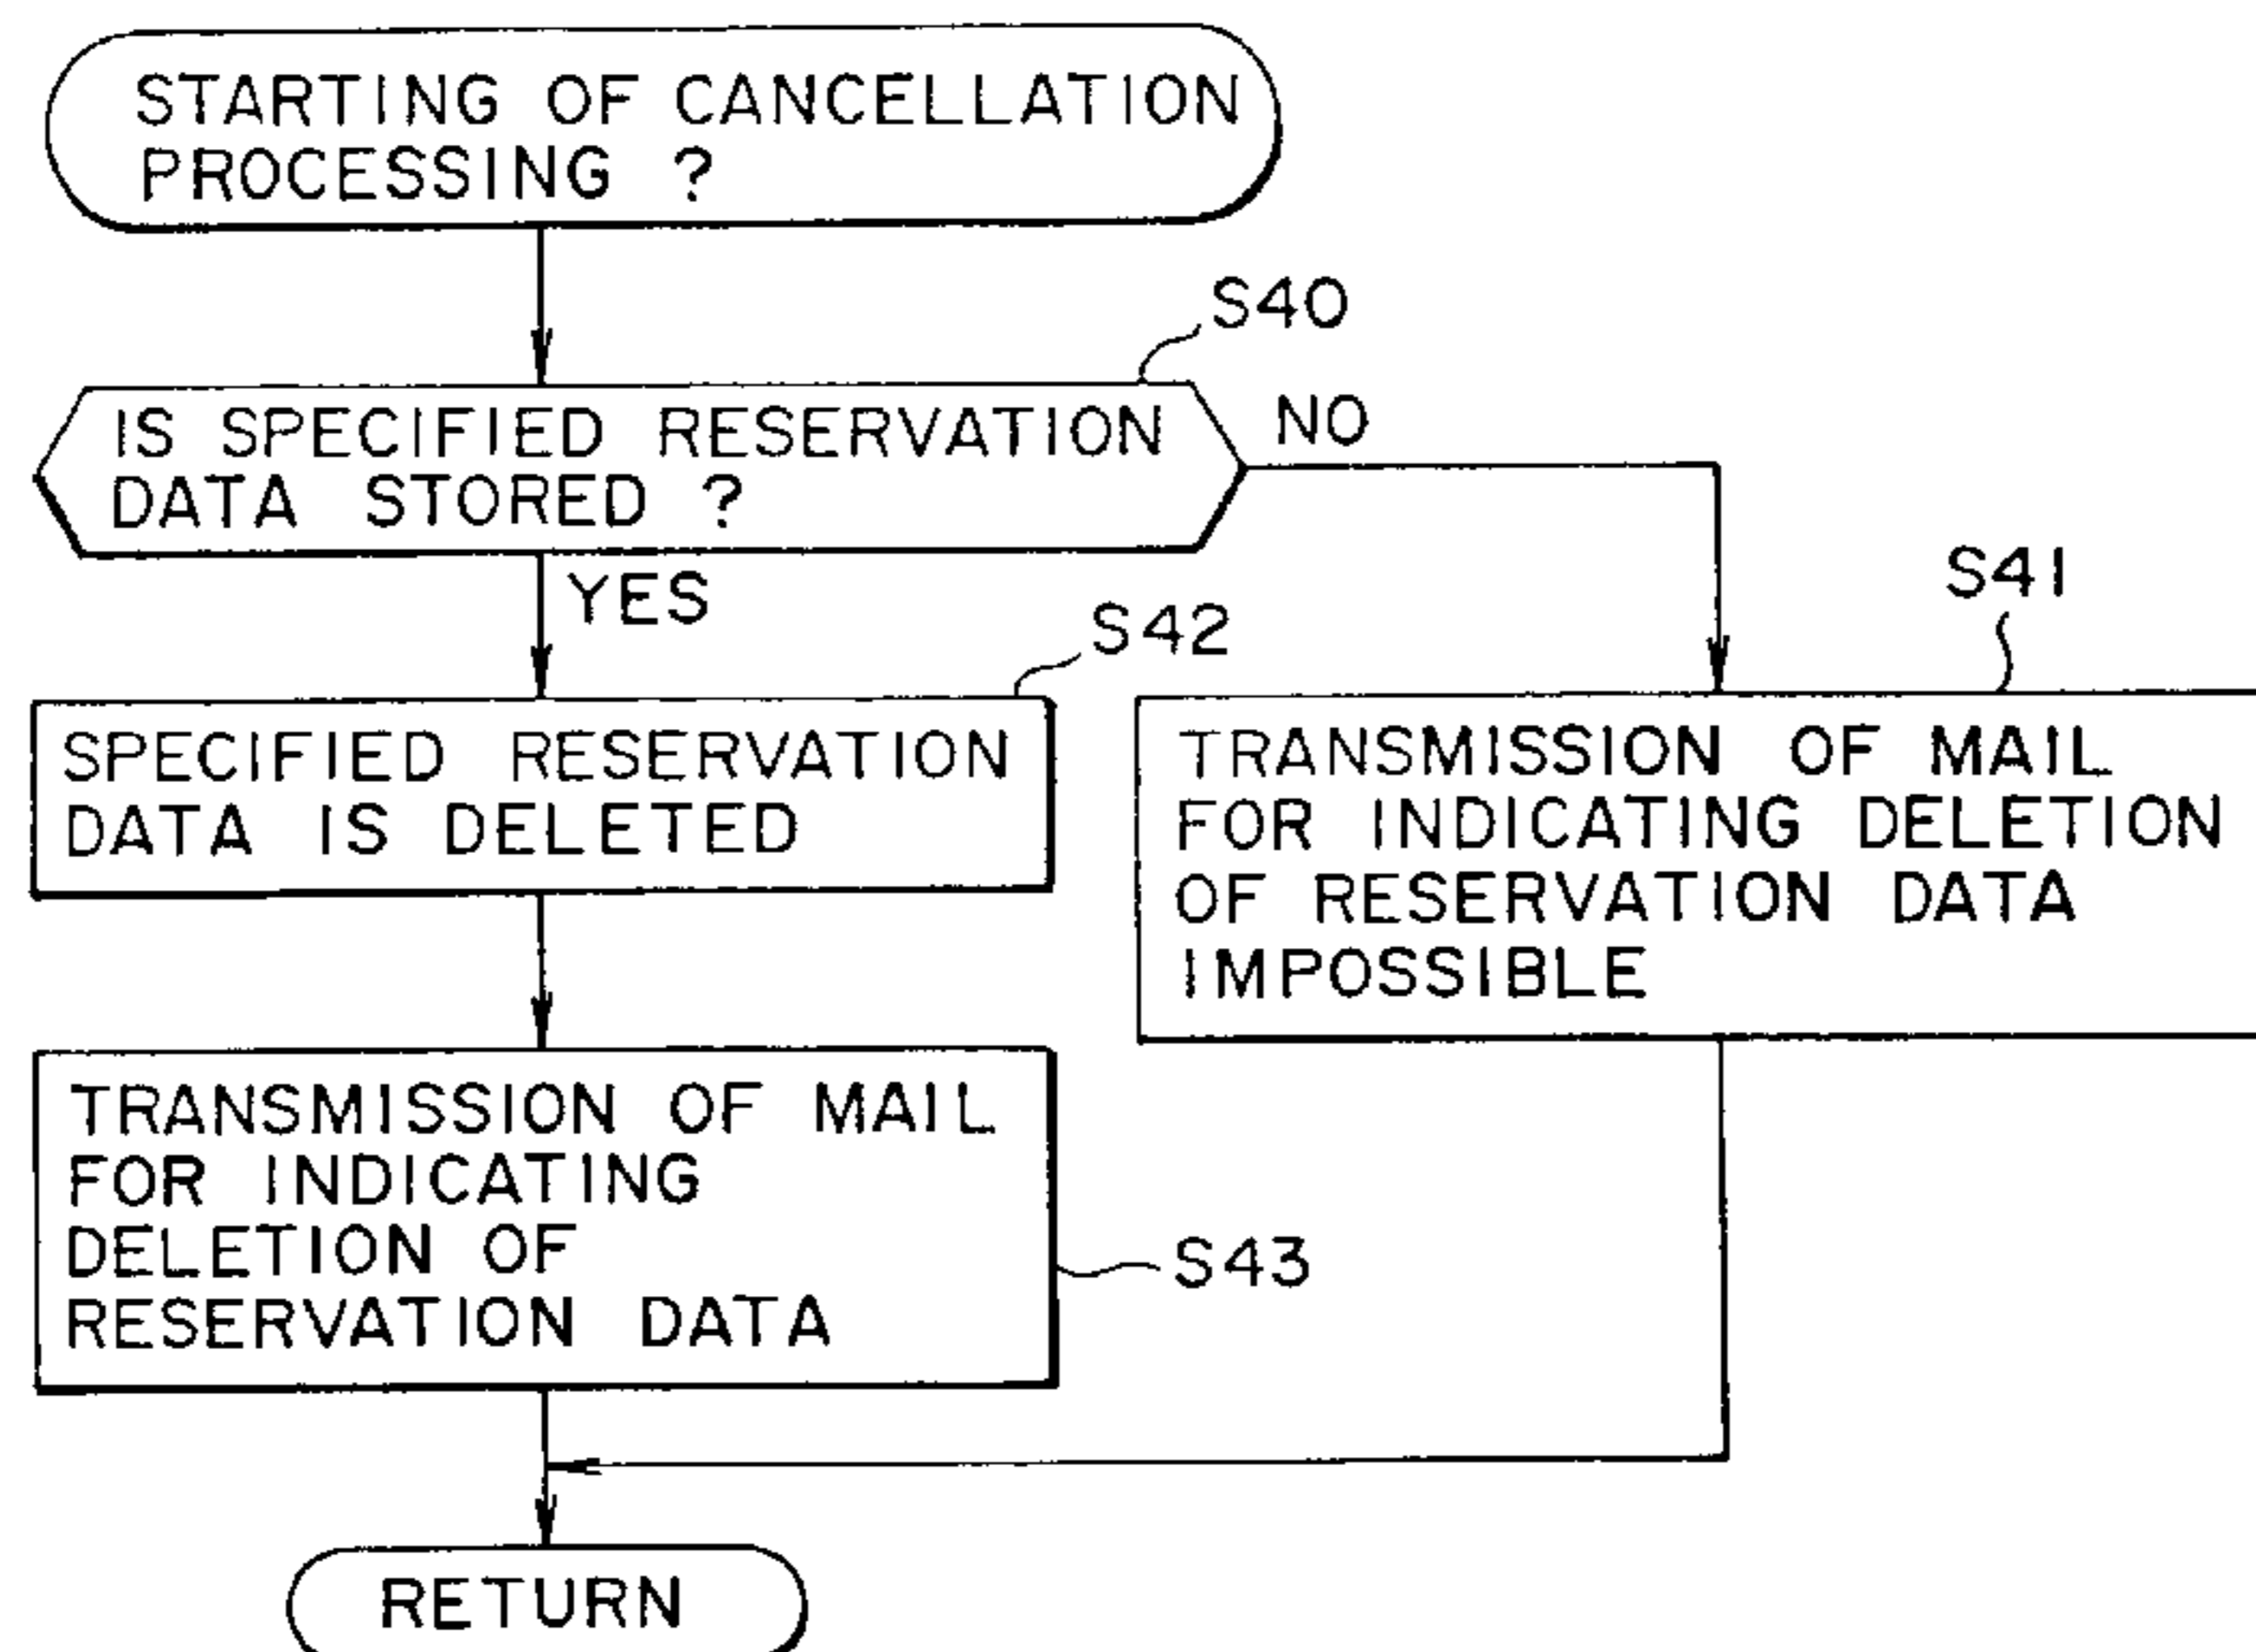 STARTING OF CANCELLATION
PROCESSING ?
S40
IS SPECIFIED RESERVATION
DATA STORED ?
NO
YES
S42
S41
SPECIFIED RESERVATION
DATA IS DELETED
TRANSMISSION OF MAIL
FOR INDICATING DELETION
OF RESERVATION DATA
IMPOSSIBLE
TRANSMISSION OF MAIL
FOR INDICATING
DELETION OF
RESERVATION DATA
S43
RETURN